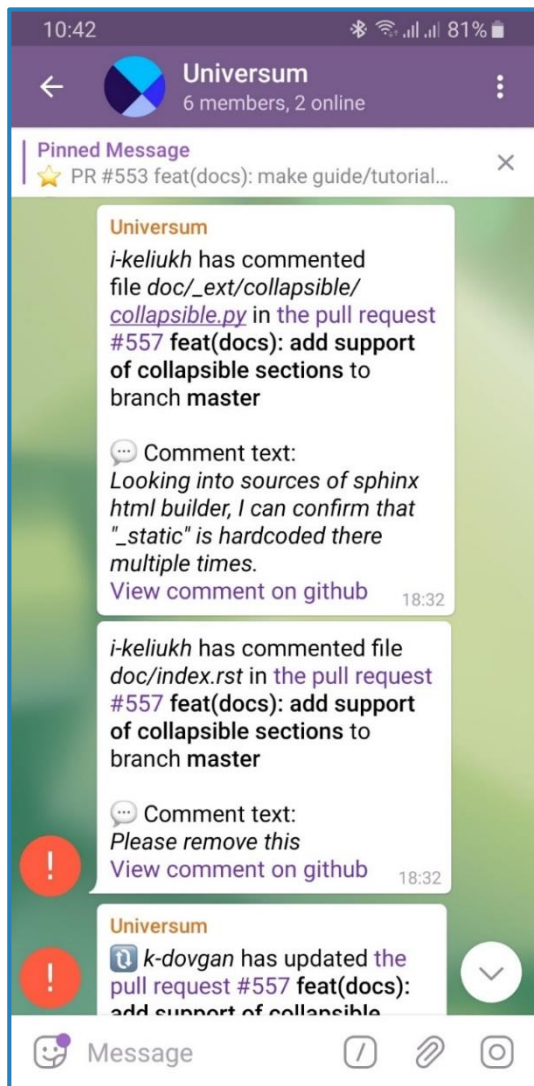 10:42 81%
Universum
6 members, 2 online
Pinned Message
⭐ PR #553 feat(docs): make guide/tutorial...
Universum
i-keliukh has commented
file doc/_ext/collapsible/
collapsible.py in the pull request
#557 feat(docs): add support
of collapsible sections to
branch master
💬 Comment text:
Looking into sources of sphinx
html builder, I can confirm that
"_static" is hardcoded there
multiple times.
View comment on github 18:32
i-keliukh has commented file
doc/index.rst in the pull request
#557 feat(docs): add support
of collapsible sections to
branch master
💬 Comment text:
Please remove this
View comment on github 18:32
!
Universum
🔃 k-dovgan has updated the
pull request #557 feat(docs):
add support of collapsible
!
Message
/